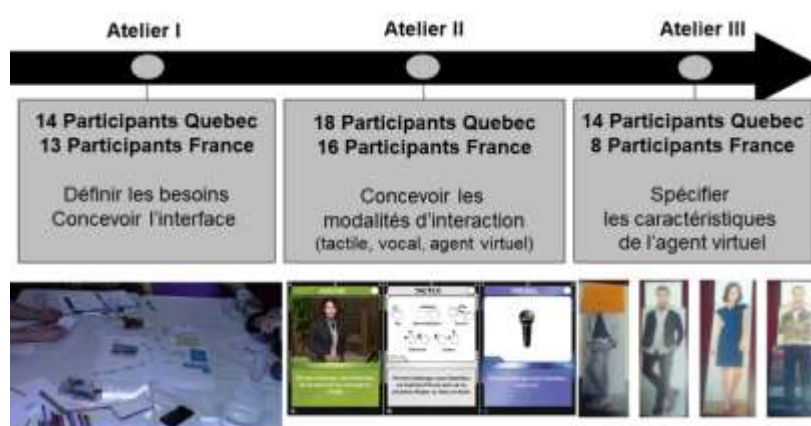 Atelier I
Atelier II
Atelier III
14 Participants Quebec
13 Participants France
Définir les besoins
Concevoir l'interface
18 Participants Quebec
16 Participants France
Concevoir les
modalités d'interaction
(tactile, vocal, agent virtuel)
14 Participants Quebec
8 Participants France
Spécifier
les caractéristiques
de l'agent virtuel
TACTILE